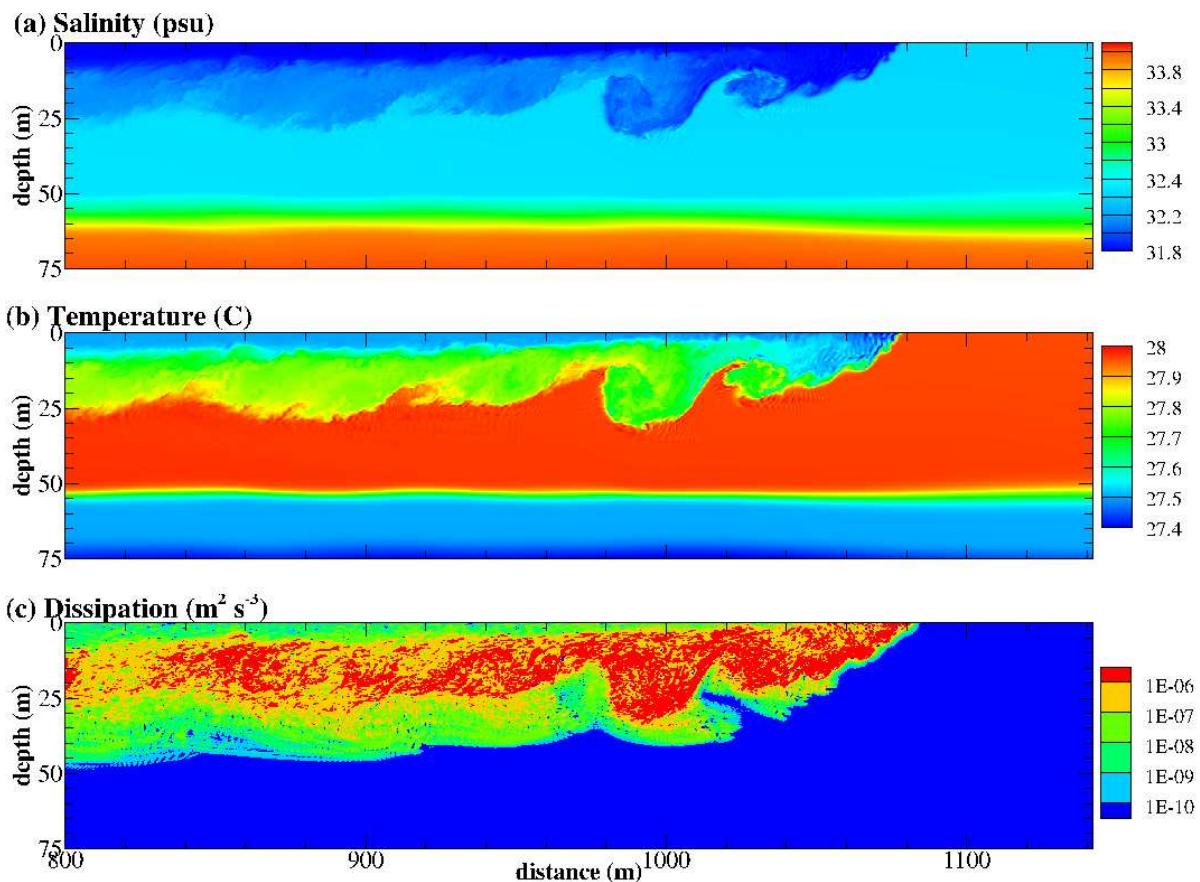 (a) Salinity (psu)
0
25
50
75
depth (m)
33.8
33.4
33
32.4
32.2
31.8
(b) Temperature (C)
0
25
50
75
depth (m)
28
27.9
27.8
27.7
27.6
27.5
27.4
(c) Dissipation (m² s⁻³)
0
25
50
75
depth (m)
1E-06
1E-07
1E-08
1E-09
1E-10
800
900
1000
1100
distance (m)